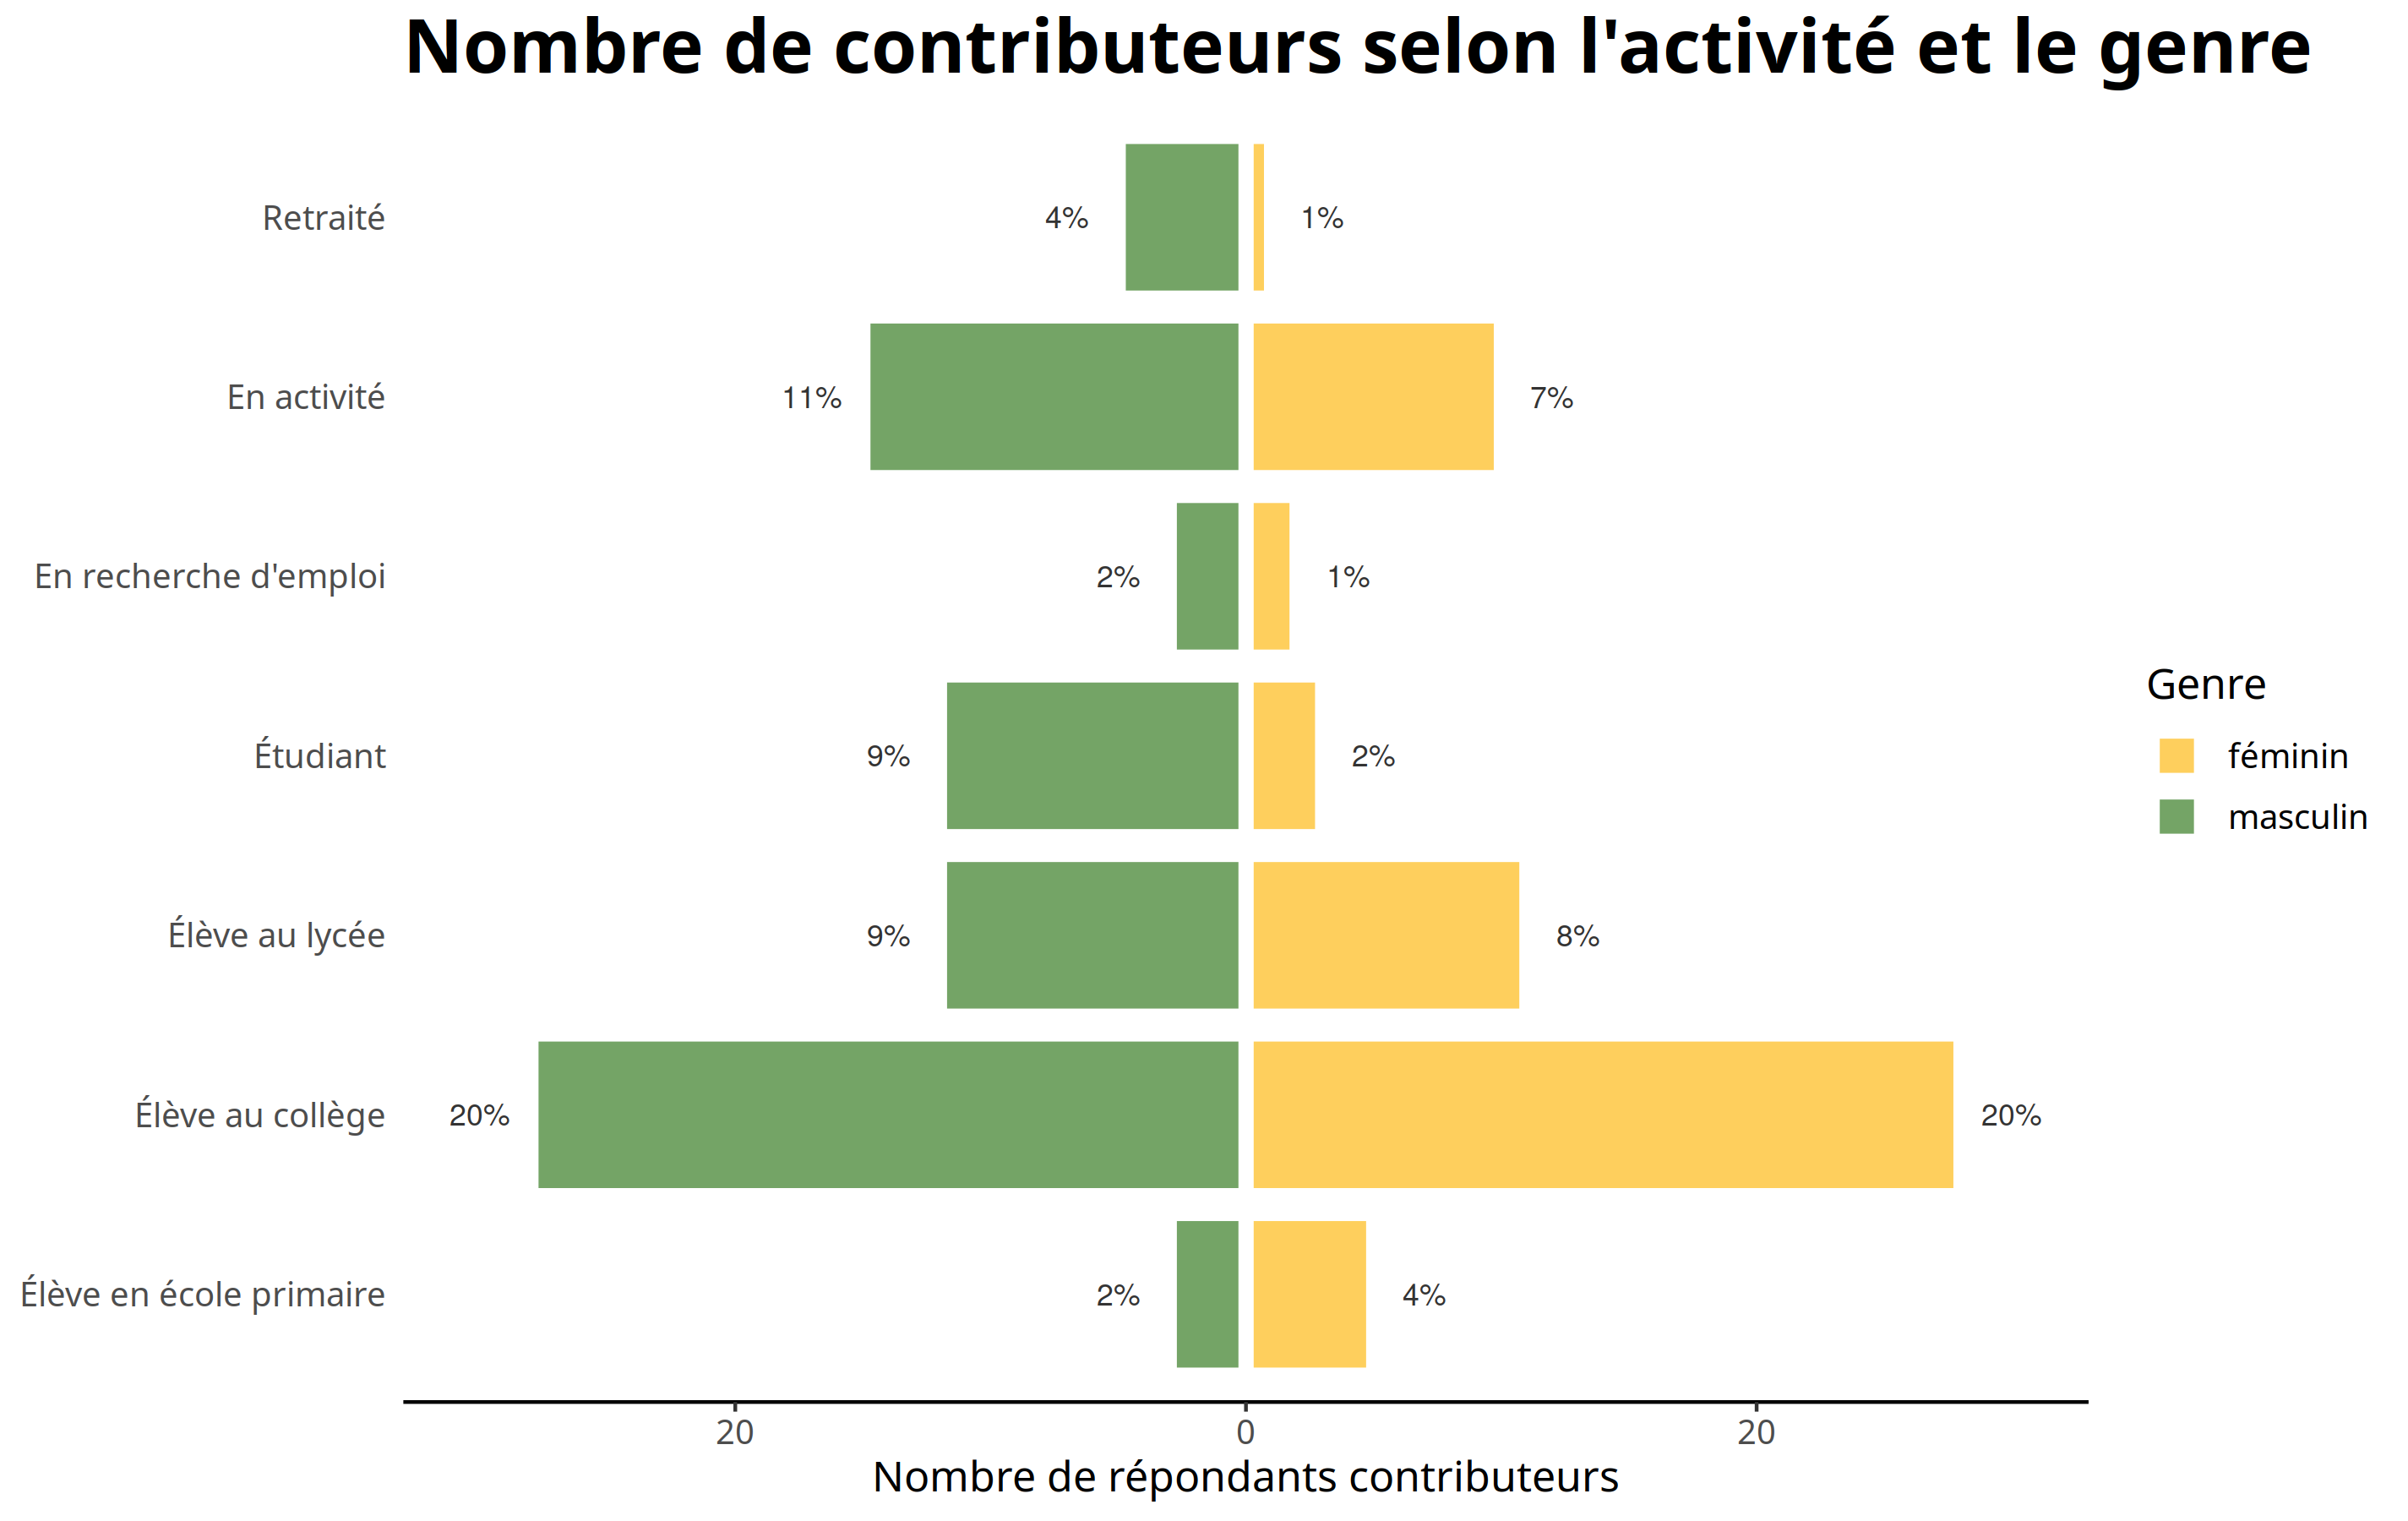 Nombre de contributeurs selon l'activité et le genre
Retraité
4%
1%
En activité
11%
7%
En recherche d'emploi
2%
1%
Étudiant
9%
2%
Élève au lycée
9%
8%
Élève au collège
20%
20%
Élève en école primaire
2%
4%
20
0
20
Nombre de répondants contributeurs
Genre
féminin
masculin